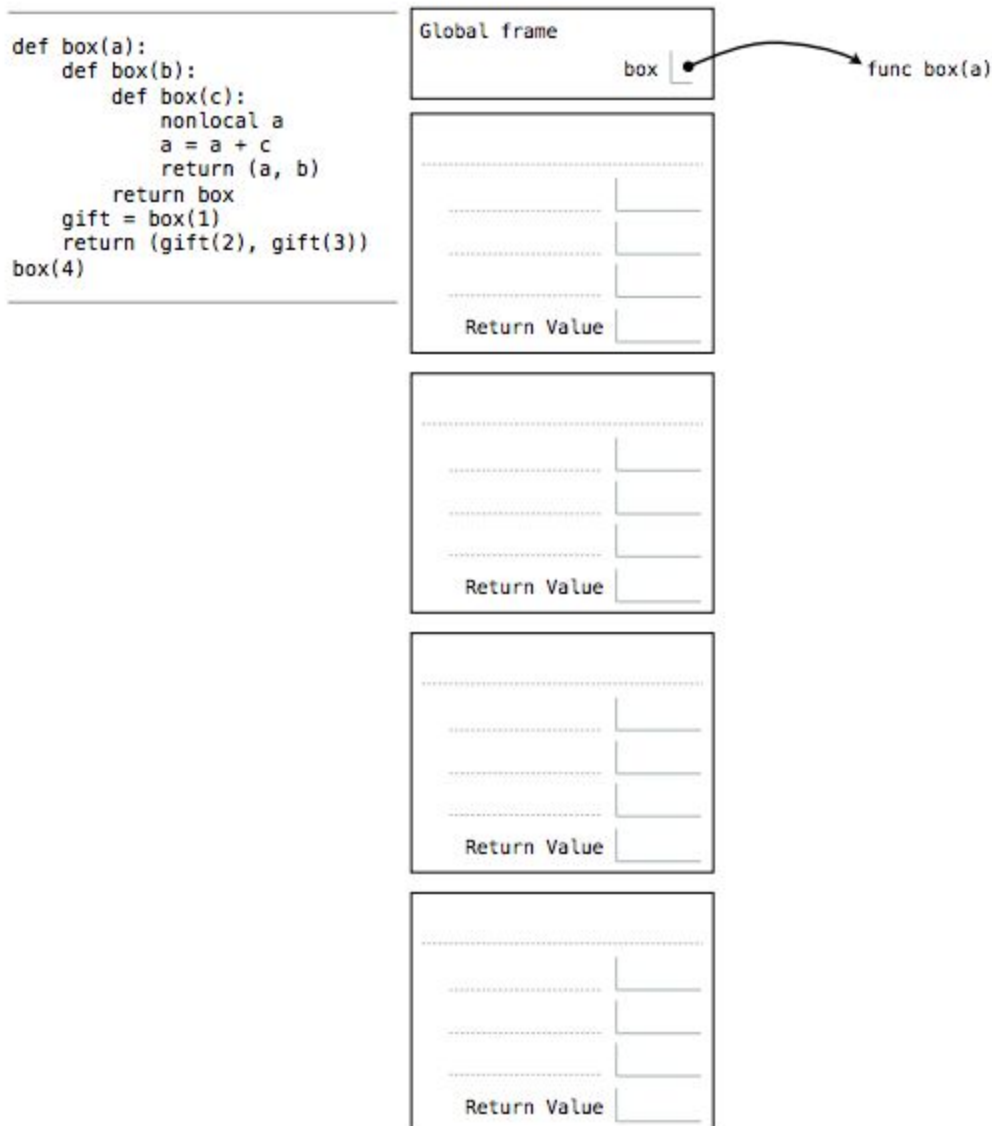 def box(a):
    def box(b):
        def box(c):
            nonlocal a
            a = a + c
            return (a, b)
        return box
    gift = box(1)
    return (gift(2), gift(3))
box(4)
Global frame
box
func box(a)
Return Value
Return Value
Return Value
Return Value